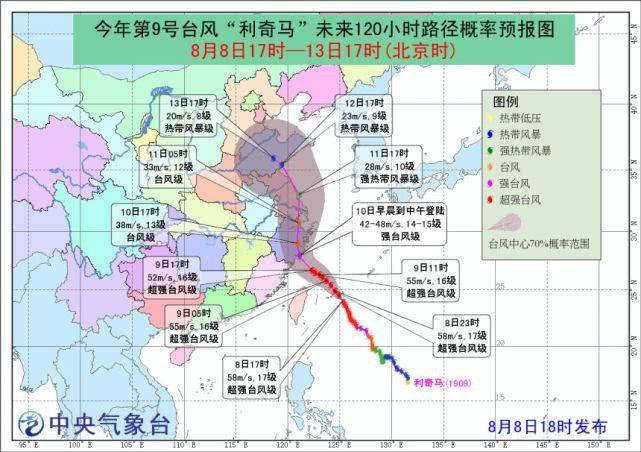 今年第9号台风“利奇马”未来120小时路径概率预报图
8月8日17时—13日17时(北京时)
13日17时
20m/s,8级
热带风暴级
12日17时
23m/s,9级
热带风暴级
图例
热带低压
热带风暴
强热带风暴
台风
强台风
超强台风
台风中心70%概率范围
11日05时
33m/s,12级
台风级
11日17时
28m/s,10级
强热带风暴级
10日17时
38m/s,13级
台风级
10日早晨到中午登陆
42-48m/s,14-15级
强台风级
9日17时
52m/s,16级
超强台风级
9日11时
55m/s,16级
超强台风级
9日05时
55m/s,16级
超强台风级
8日23时
58m/s,17级
超强台风级
8日17时
58m/s,17级
超强台风级
利奇马(1909)
中央气象台
8月8日18时发布
45°N
40°N
35°N
30°N
25°N
20°N
15°N
95° E
100° E
105° E
110° E
115° E
120° E
125° E
130° E
135° E
140° E
145° E
150° E